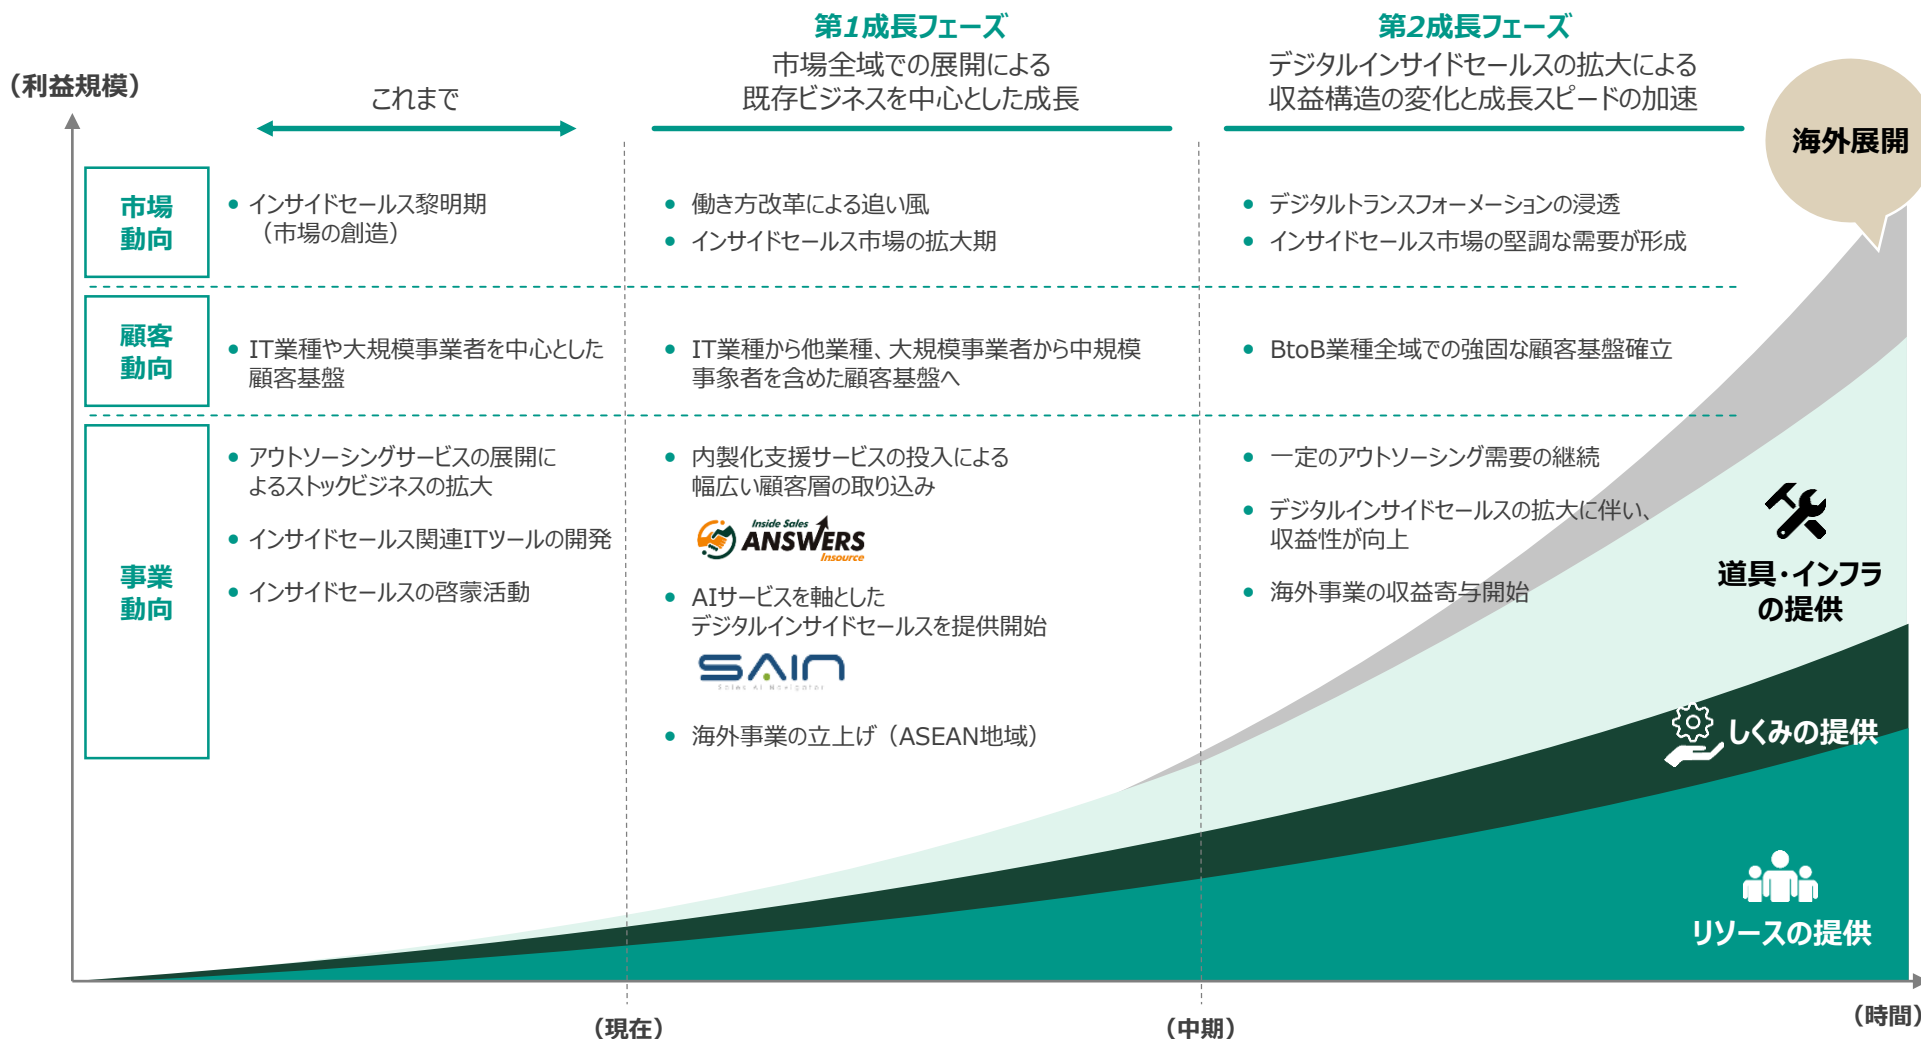 第1成長フェーズ
第2成長フェーズ
(利益規模)
これまで
市場全域での展開による
既存ビジネスを中心とした成長
デジタルインサイドセールスの拡大による
収益構造の変化と成長スピードの加速
海外展開
市場
動向
インサイドセールス黎明期
（市場の創造）
働き方改革による追い風
インサイドセールス市場の拡大期
デジタルトランスフォーメーションの浸透
インサイドセールス市場の堅調な需要が形成
顧客
動向
IT業種や大規模事業者を中心とした
顧客基盤
IT業種から他業種、大規模事業者から中規模
事象者を含めた顧客基盤へ
BtoB業種全域での強固な顧客基盤確立
事業
動向
アウトソーシングサービスの展開に
よるストックビジネスの拡大
インサイドセールス関連ITツールの開発
インサイドセールスの啓蒙活動
内製化支援サービスの投入による
幅広い顧客層の取り込み
Inside Sales
ANSWERS
Insource
AIサービスを軸とした
デジタルインサイドセールスを提供開始
SAIN
Sales AI Navigator
海外事業の立上げ（ASEAN地域）
一定のアウトソーシング需要の継続
デジタルインサイドセールスの拡大に伴い、
収益性が向上
海外事業の収益寄与開始
道具・インフラ
の提供
しくみの提供
リソースの提供
（現在）
（中期）
（時間）